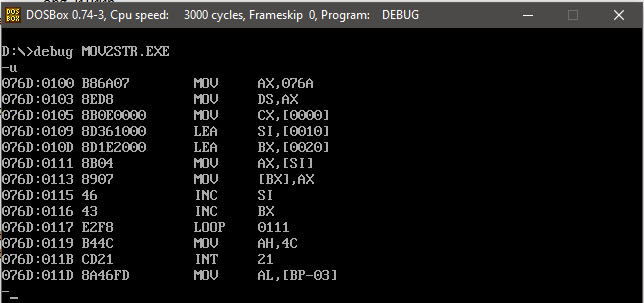 DOSBox 0.74-3, Cpu speed: 3000 cycles, Frameskip 0, Program: DEBUG
D:\>debug MOV2STR.EXE
-u
076D:0100 B86A07 MOV AX,076A
076D:0103 8ED8 MOV DS,AX
076D:0105 8B0E0000 MOV CX,[0000]
076D:0109 8D361000 LEA SI,[0010]
076D:010D 8D1E2000 LEA BX,[0020]
076D:0111 8B04 MOV AX,[SI]
076D:0113 8907 MOV [BX],AX
076D:0115 46 INC SI
076D:0116 43 INC BX
076D:0117 E2F8 LOOP 0111
076D:0119 B44C MOV AH,4C
076D:011B CD21 INT 21
076D:011D 8A46FD MOV AL,[BP-03]
-_